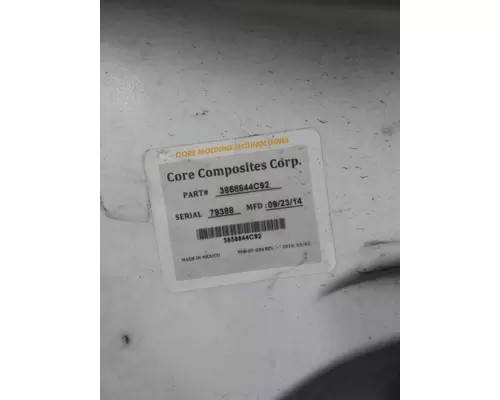 CORE MOLDING TECHNOLOGIES
Core Composites Corp.
PART# 3858844C92
SERIAL 79388 MFD :09/23/14
3858844C92
MADE IN MEXICO